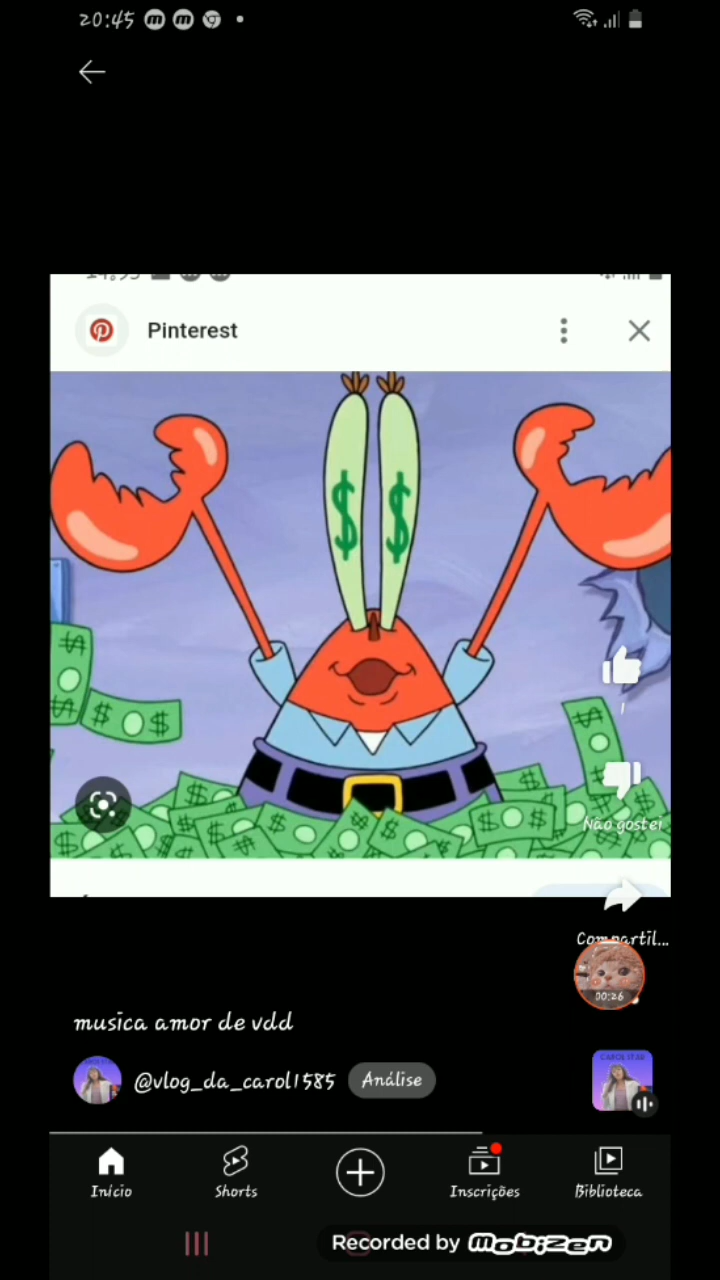 20:45
Pinterest
$ $
Não gostei
Compartil...
00:26
musica amor de vdd
@vlog_da_carol1585 Análise
Início Shorts Inscrições Biblioteca
Recorded by mobizen